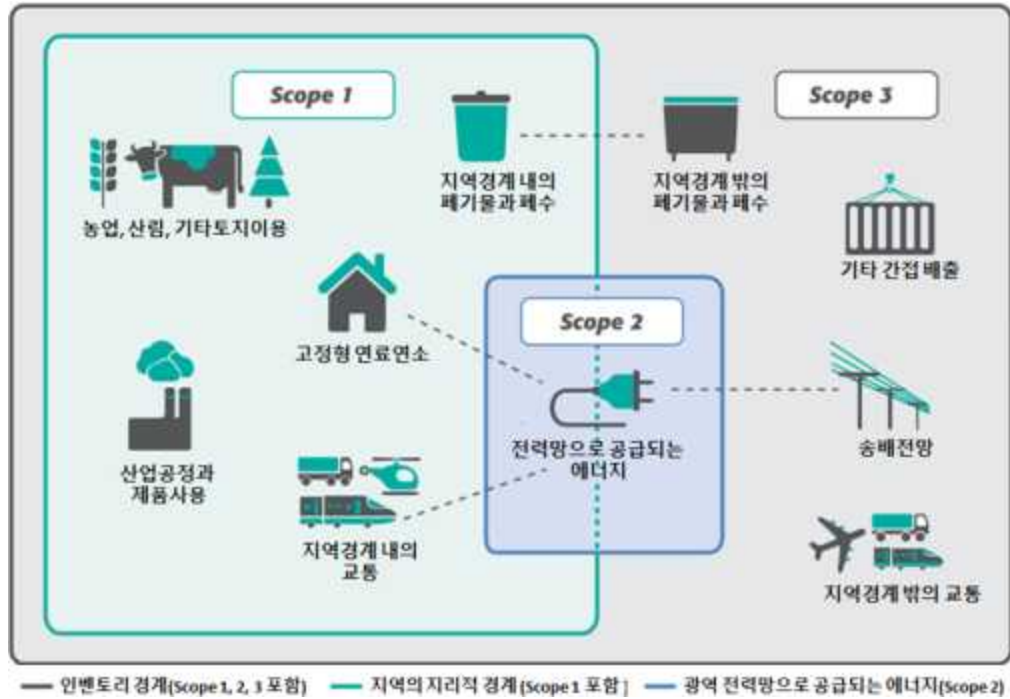 Scope 1
Scope 3
지역경계 내의
폐기물과 폐수
지역경계 밖의
폐기물과 폐수
농업, 산림, 기타토지이용
기타 간접 배출
Scope 2
고정형 연료연소
전력망으로 공급되는
에너지
송배전망
산업공정과
제품사용
지역경계 내의
교통
지역경계 밖의 교통
인벤토리 경계(Scope 1, 2, 3 포함) 지역의 지리적 경계(Scope1 포함] 광역 전력망으로 공급되는 에너지(Scope 2)